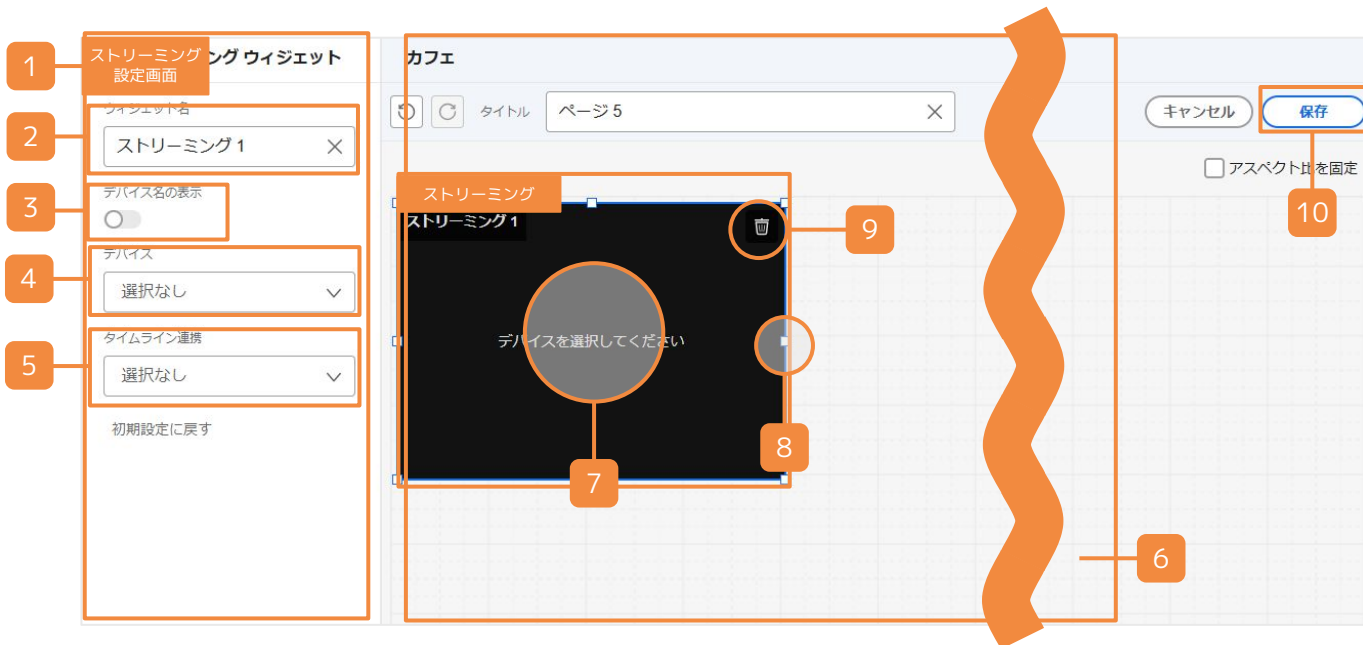 1
ストリーミング
設定画面
ング ウィジェット
カフェ
2
ウィジェット名
ストリーミング 1
タイトル
ページ 5
キャンセル
保存
アスペクト比を固定
10
3
デバイス名の表示
ストリーミング
ストリーミング 1
9
4
デバイス
選択なし
デバイスを選択してください
5
タイムライン連携
選択なし
初期設定に戻す
8
7
6